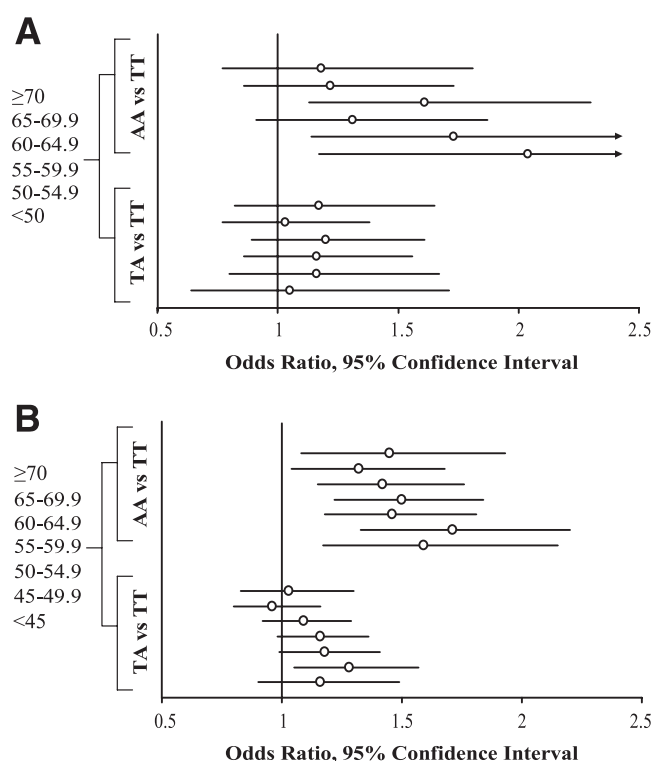 A
AA vs TT
≥70
65-69.9
60-64.9
55-59.9
50-54.9
<50
TA vs TT
0.5 1 1.5 2 2.5
Odds Ratio, 95% Confidence Interval
B
AA vs TT
≥70
65-69.9
60-64.9
55-59.9
50-54.9
45-49.9
<45
TA vs TT
0.5 1 1.5 2 2.5
Odds Ratio, 95% Confidence Interval